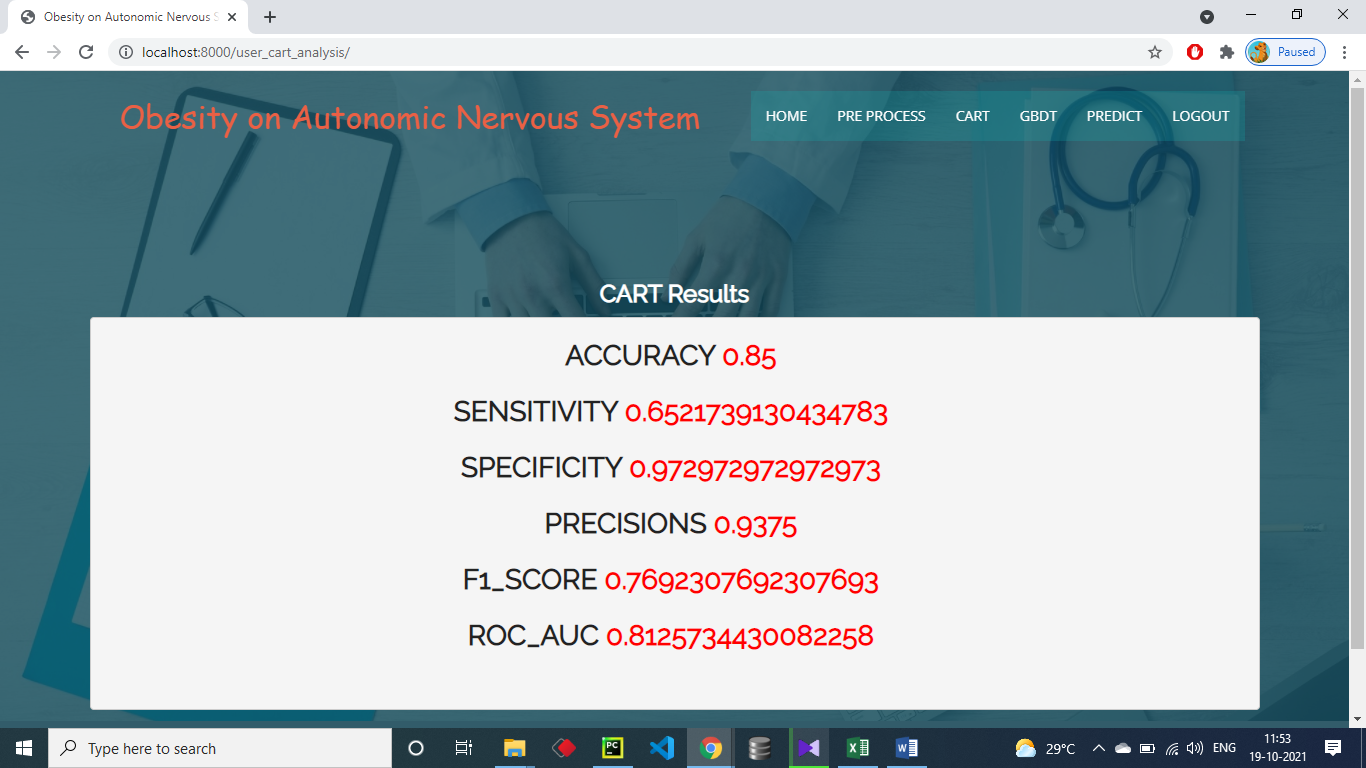 Obesity on Autonomic Nervous S
localhost:8000/user_cart_analysis/
Paused
Obesity on Autonomic Nervous System
HOME PRE PROCESS CART GBDT PREDICT LOGOUT
CART Results
ACCURACY 0.85
SENSITIVITY 0.6521739130434783
SPECIFICITY 0.972972972972973
PRECISIONS 0.9375
F1_SCORE 0.7692307692307693
ROC_AUC 0.8125734430082258
Type here to search
PC
29°C
ENG
11:53
19-10-2021